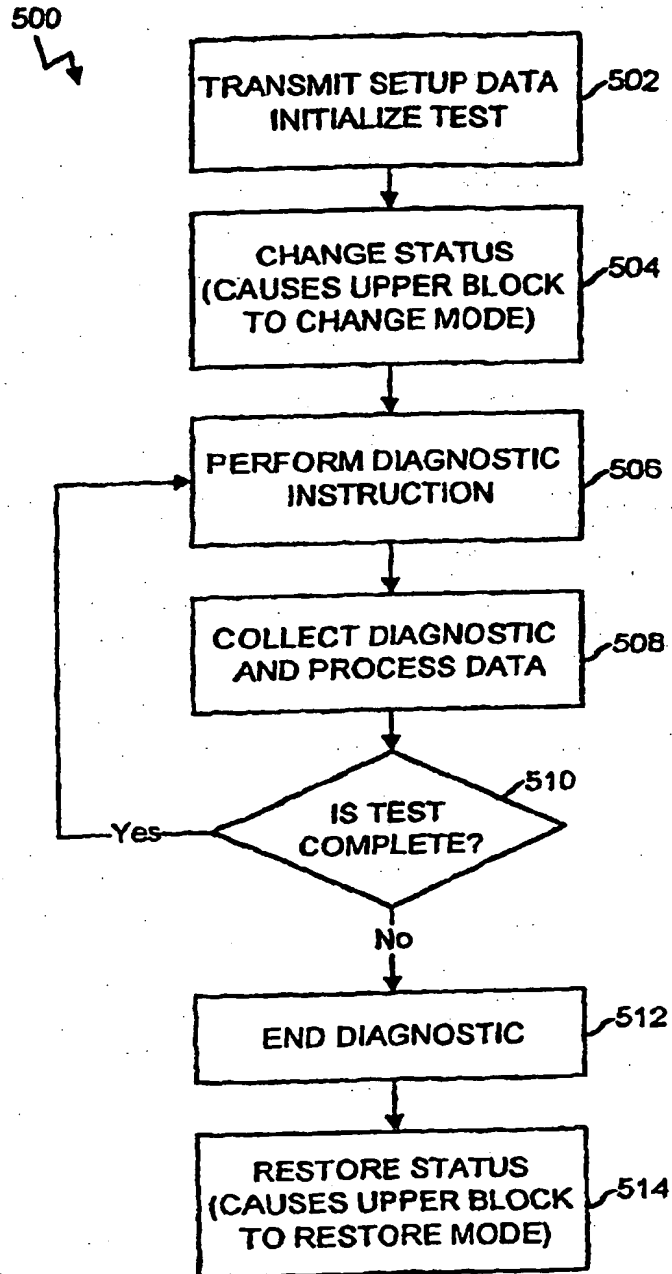 500
TRANSMIT SETUP DATA
INITIALIZE TEST
502
CHANGE STATUS
(CAUSES UPPER BLOCK
TO CHANGE MODE)
504
PERFORM DIAGNOSTIC
INSTRUCTION
506
COLLECT DIAGNOSTIC
AND PROCESS DATA
508
IS TEST
COMPLETE?
510
Yes
No
END DIAGNOSTIC
512
RESTORE STATUS
(CAUSES UPPER BLOCK
TO RESTORE MODE)
514